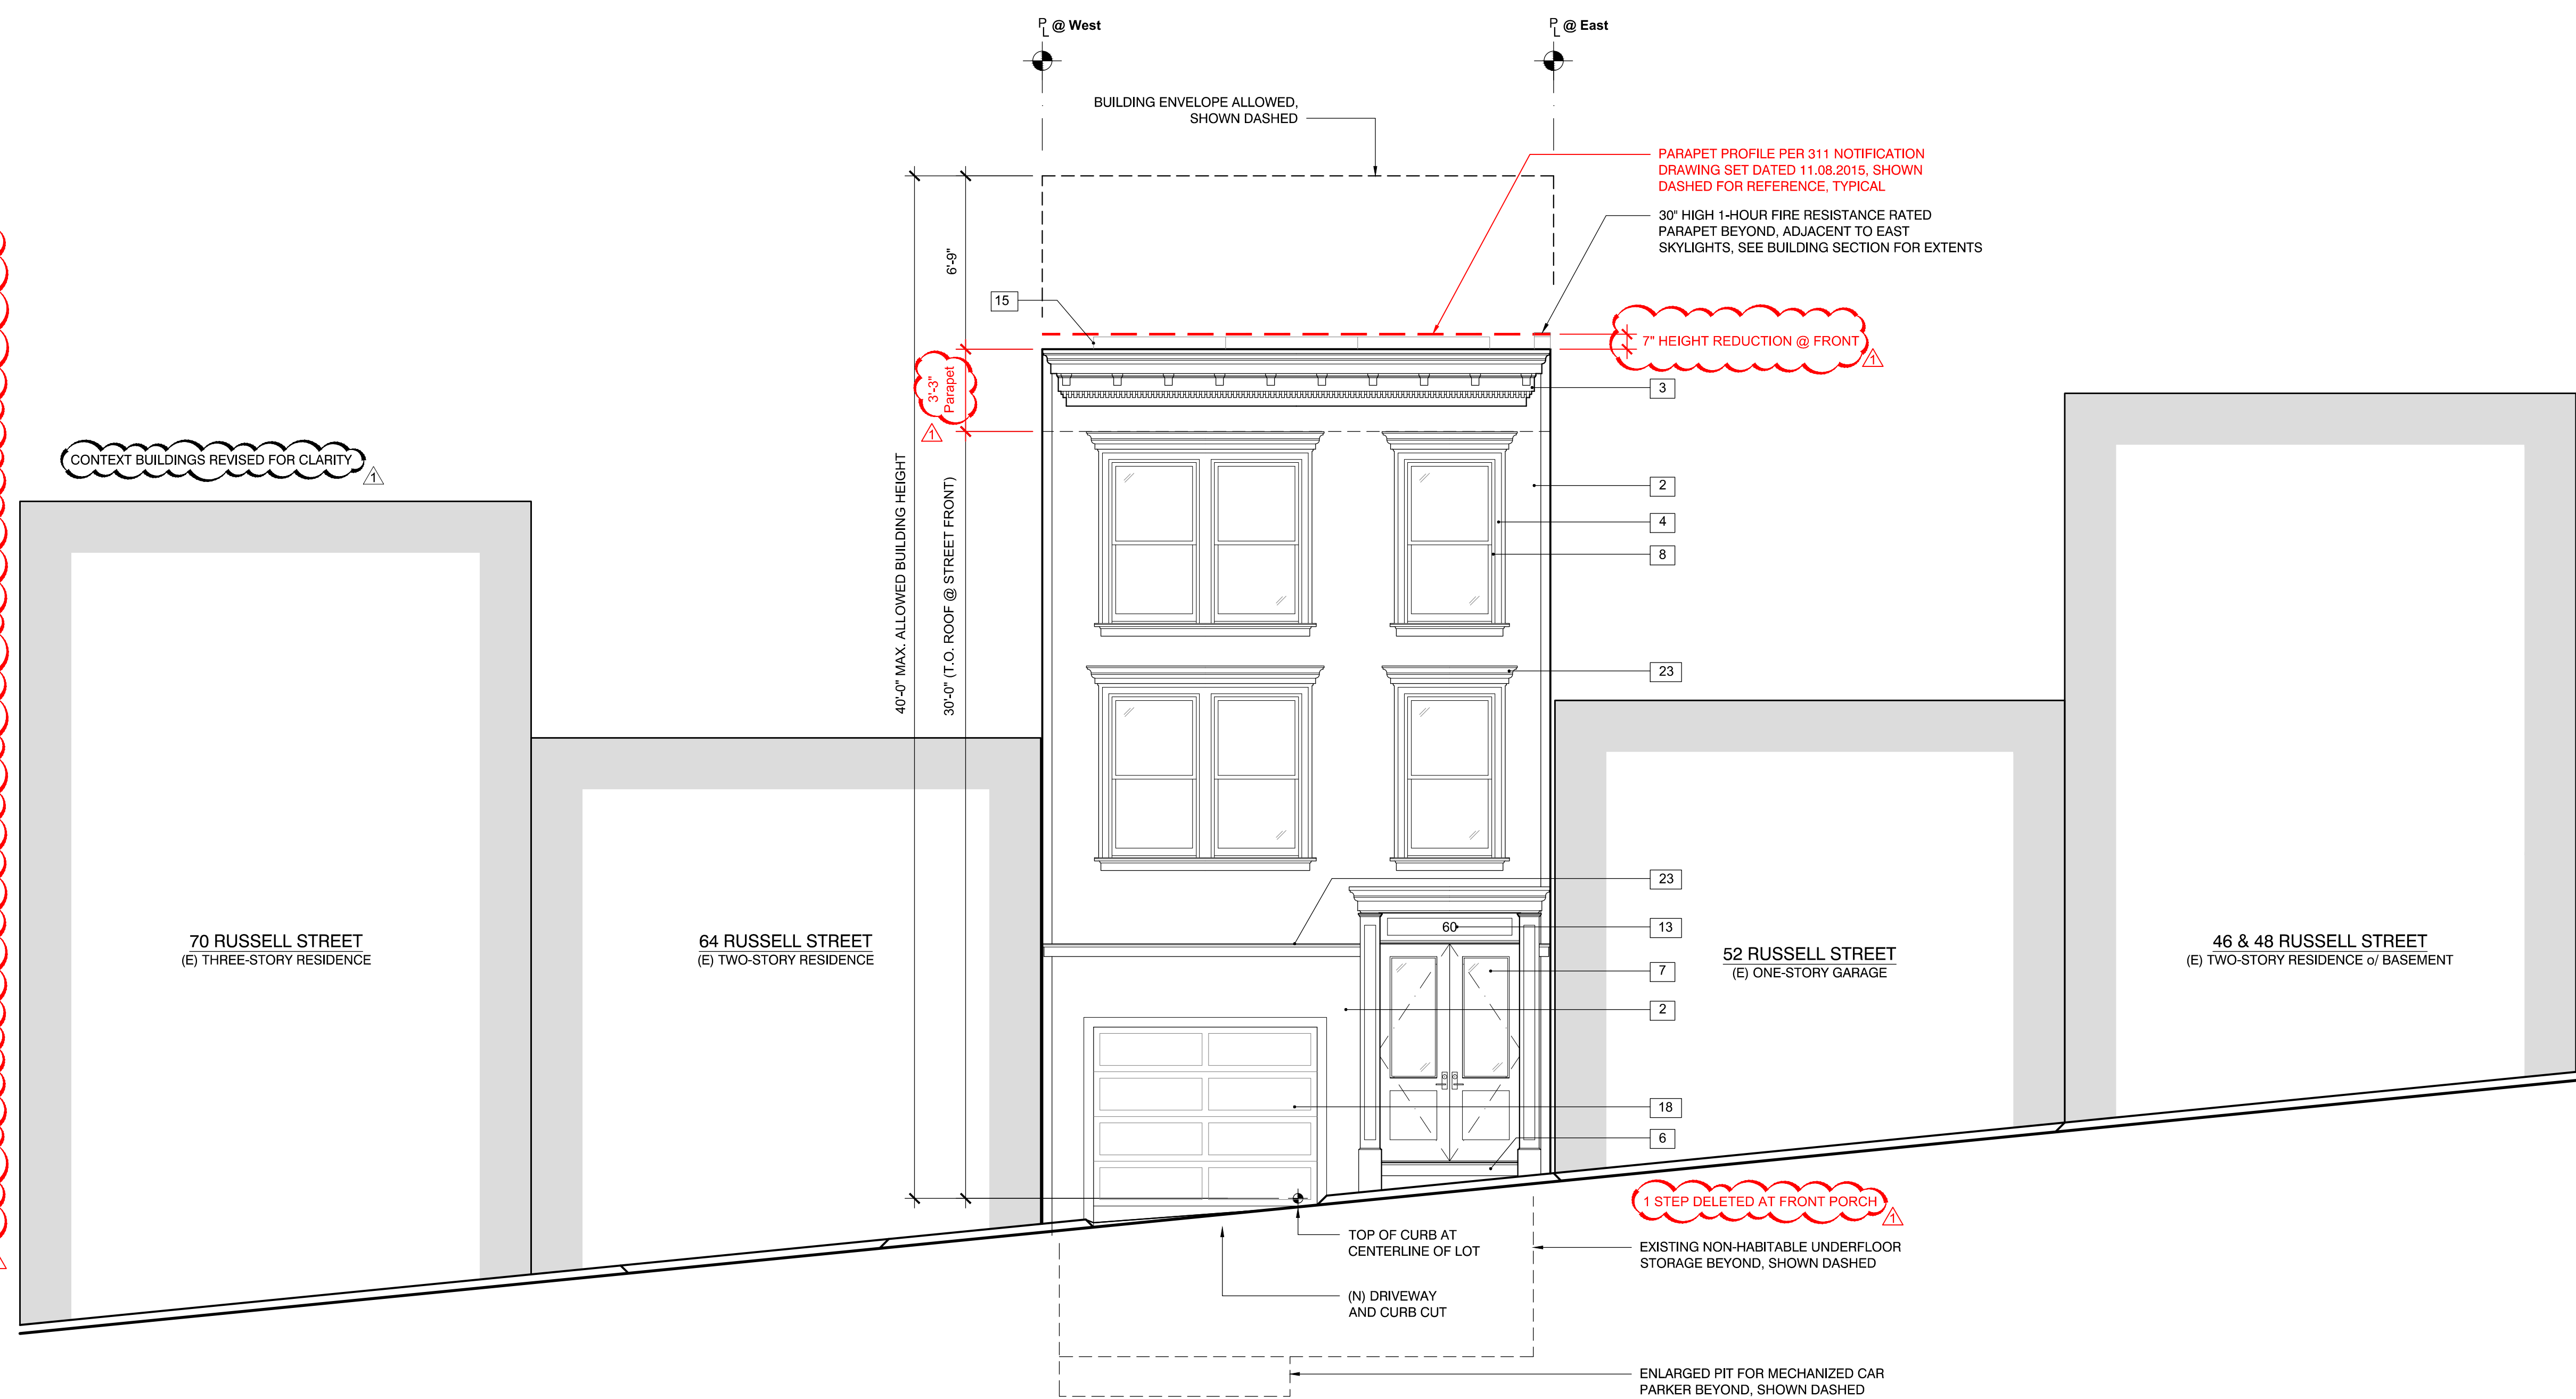 PL @ West
PL @ East
BUILDING ENVELOPE ALLOWED,
SHOWN DASHED
PARAPET PROFILE PER 311 NOTIFICATION
DRAWING SET DATED 11.08.2015, SHOWN
DASHED FOR REFERENCE, TYPICAL
30" HIGH 1-HOUR FIRE RESISTANCE RATED
PARAPET BEYOND, ADJACENT TO EAST
SKYLIGHTS, SEE BUILDING SECTION FOR EXTENTS
6'-9"
15
7" HEIGHT REDUCTION @ FRONT
1
3'-3"
Parapet
1
3
CONTEXT BUILDINGS REVISED FOR CLARITY
1
40'-0" MAX. ALLOWED BUILDING HEIGHT
30'-0" (T.O. ROOF @ STREET FRONT)
2
4
8
23
23
60
13
7
2
18
6
70 RUSSELL STREET
(E) THREE-STORY RESIDENCE
64 RUSSELL STREET
(E) TWO-STORY RESIDENCE
52 RUSSELL STREET
(E) ONE-STORY GARAGE
46 & 48 RUSSELL STREET
(E) TWO-STORY RESIDENCE o/ BASEMENT
1 STEP DELETED AT FRONT PORCH
1
TOP OF CURB AT
CENTERLINE OF LOT
EXISTING NON-HABITABLE UNDERFLOOR
STORAGE BEYOND, SHOWN DASHED
(N) DRIVEWAY
AND CURB CUT
ENLARGED PIT FOR MECHANIZED CAR
PARKER BEYOND, SHOWN DASHED